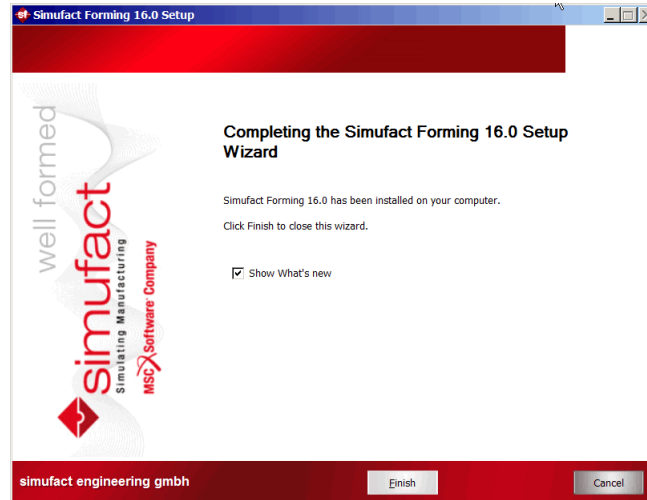 Simufact Forming 16.0 Setup
well formed
simufact
Simulating Manufacturing
MSC Software Company
Completing the Simufact Forming 16.0 Setup
Wizard
Simufact Forming 16.0 has been installed on your computer.
Click Finish to close this wizard.
Show What's new
simufact engineering gmbh
Finish
Cancel